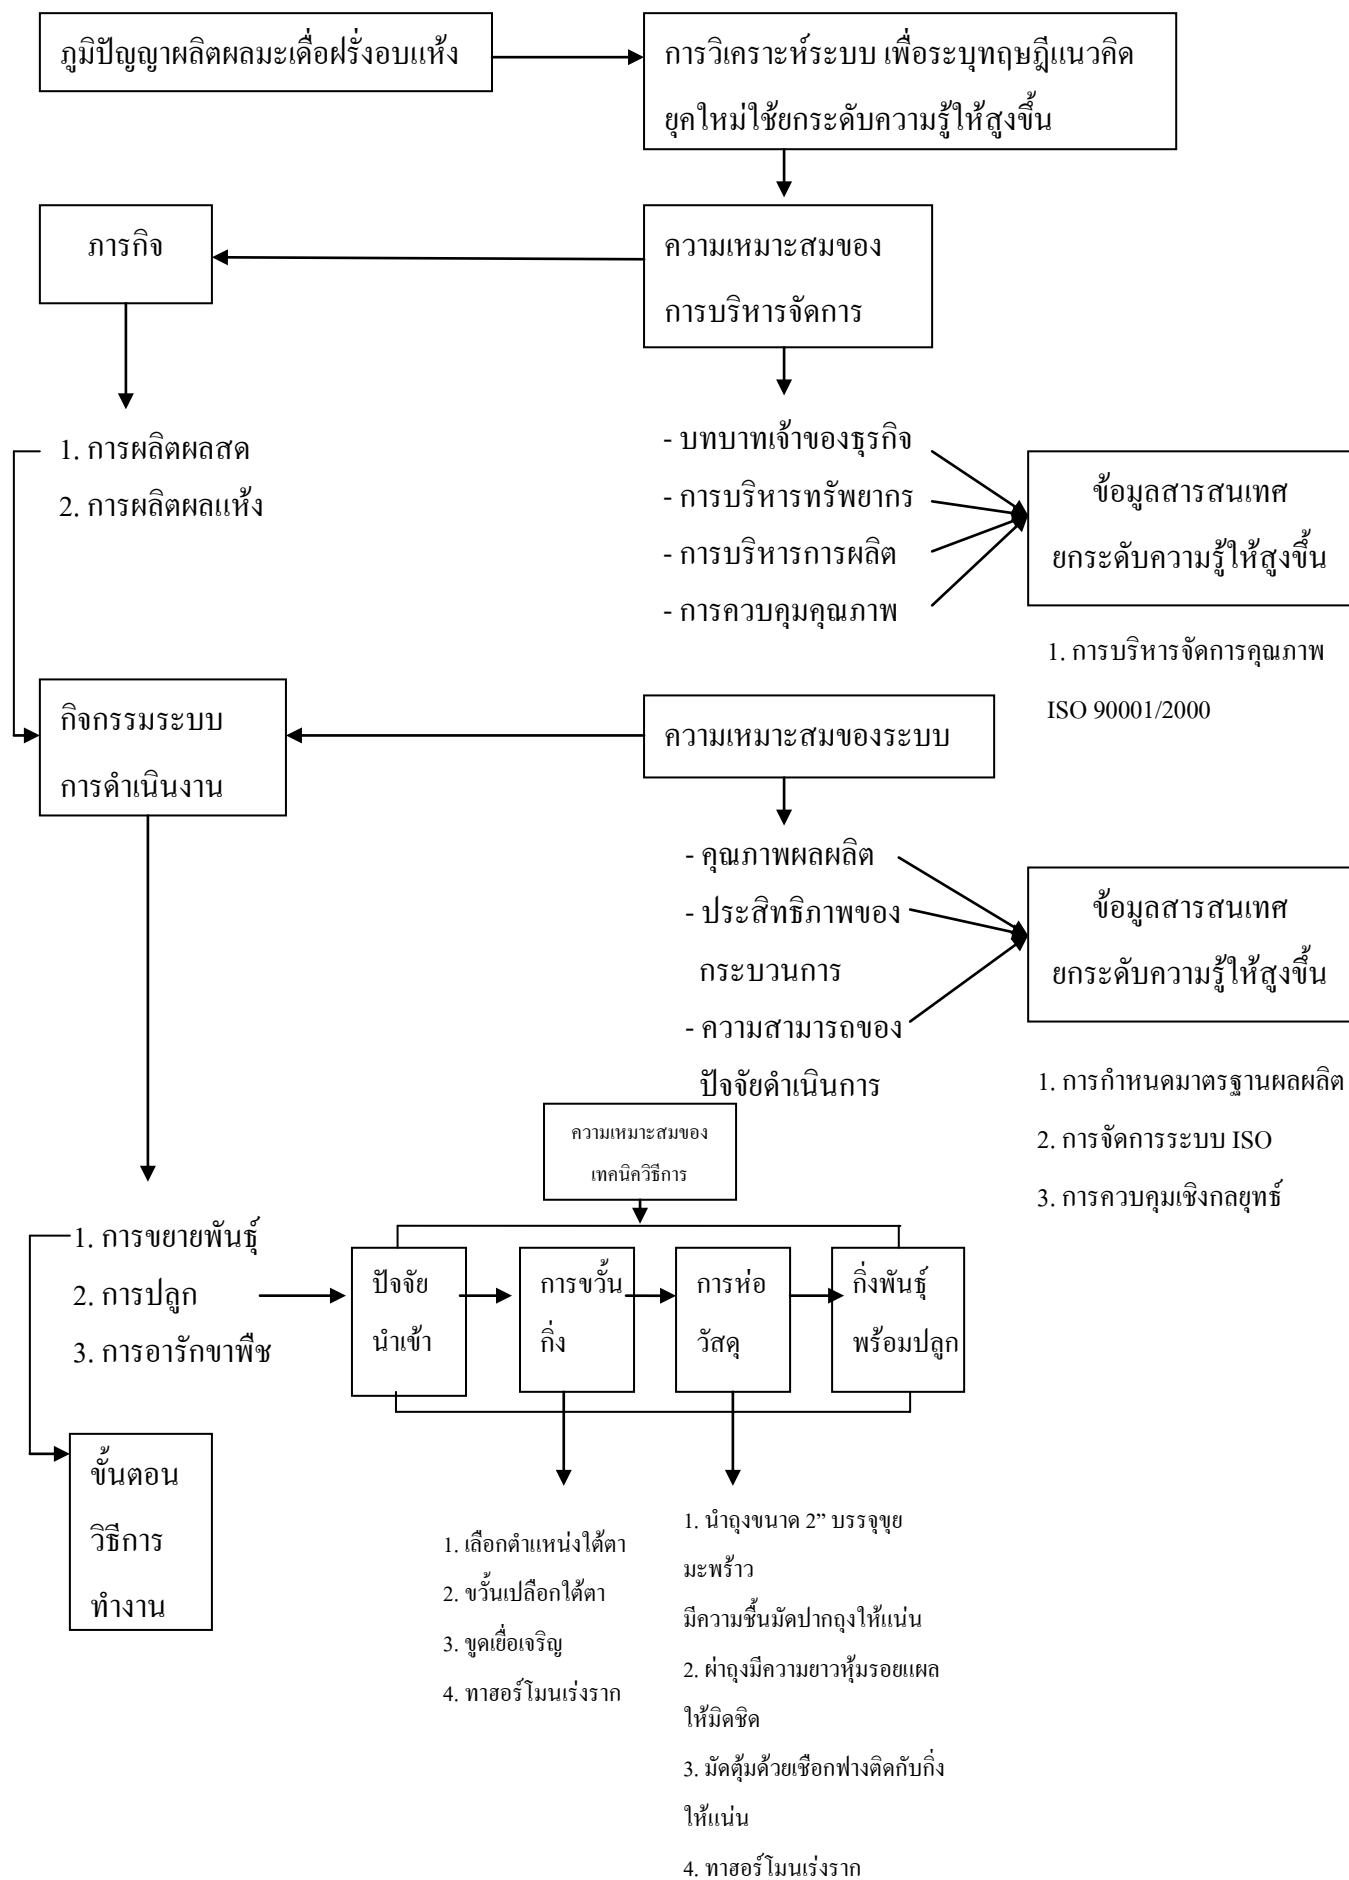 ภูมิปัญญาผลิตผลมะเดื่อฝรั่งอบแห้ง
การวิเคราะห์ระบบ เพื่อระบุทฤษฎีแนวคิด
ยุคใหม่ใช้ยกระดับความรู้ให้สูงขึ้น
ภารกิจ
ความเหมาะสมของ
การบริหารจัดการ
1. การผลิตผลสด
2. การผลิตผลแห้ง
- บทบาทเจ้าของธุรกิจ
- การบริหารทรัพยากร
- การบริหารการผลิต
- การควบคุมคุณภาพ
ข้อมูลสารสนเทศ
ยกระดับความรู้ให้สูงขึ้น
1. การบริหารจัดการคุณภาพ
ISO 90001/2000
กิจกรรมระบบ
การดำเนินงาน
ความเหมาะสมของระบบ
- คุณภาพผลผลิต
- ประสิทธิภาพของ
กระบวนการ
- ความสามารถของ
ปัจจัยดำเนินการ
ข้อมูลสารสนเทศ
ยกระดับความรู้ให้สูงขึ้น
1. การกำหนดมาตรฐานผลผลิต
2. การจัดการระบบ ISO
3. การควบคุมเชิงกลยุทธ์
ความเหมาะสมของ
เทคนิควิธีการ
1. การขยายพันธุ์
2. การปลูก
3. การอารักขาพืช
ปัจจัย
นำเข้า
การขวั้น
กิ่ง
การห่อ
วัสดุ
กิ่งพันธุ์
พร้อมปลูก
ขั้นตอน
วิธีการ
ทำงาน
1. เลือกตำแหน่งใต้ตา
2. ขวั้นเปลือกใต้ตา
3. ขูดเยื่อเจริญ
4. ทาฮอร์โมนเร่งราก
1. นำถุงขนาด 2” บรรจุขุย
มะพร้าว
มีความชื้นมัดปากถุงให้แน่น
2. ผ่าถุงมีความยาวหุ้มรอยแผล
ให้มิดชิด
3. มัดตุ้มด้วยเชือกฟางติดกับกิ่ง
ให้แน่น
4. ทาฮอร์โมนเร่งราก